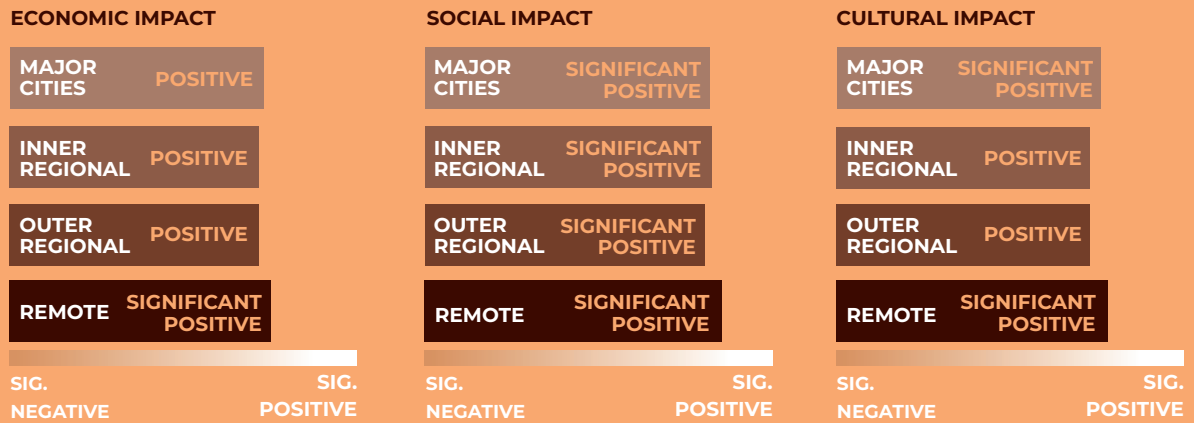 ECONOMIC IMPACT
MAJOR
CITIES
POSITIVE
INNER
REGIONAL
POSITIVE
OUTER
REGIONAL
POSITIVE
REMOTE
SIGNIFICANT
POSITIVE
SIG.
NEGATIVE
SIG.
POSITIVE
SOCIAL IMPACT
MAJOR
CITIES
SIGNIFICANT
POSITIVE
INNER
REGIONAL
SIGNIFICANT
POSITIVE
OUTER
REGIONAL
SIGNIFICANT
POSITIVE
REMOTE
SIGNIFICANT
POSITIVE
SIG.
NEGATIVE
SIG.
POSITIVE
CULTURAL IMPACT
MAJOR
CITIES
SIGNIFICANT
POSITIVE
INNER
REGIONAL
POSITIVE
OUTER
REGIONAL
POSITIVE
REMOTE
SIGNIFICANT
POSITIVE
SIG.
NEGATIVE
SIG.
POSITIVE